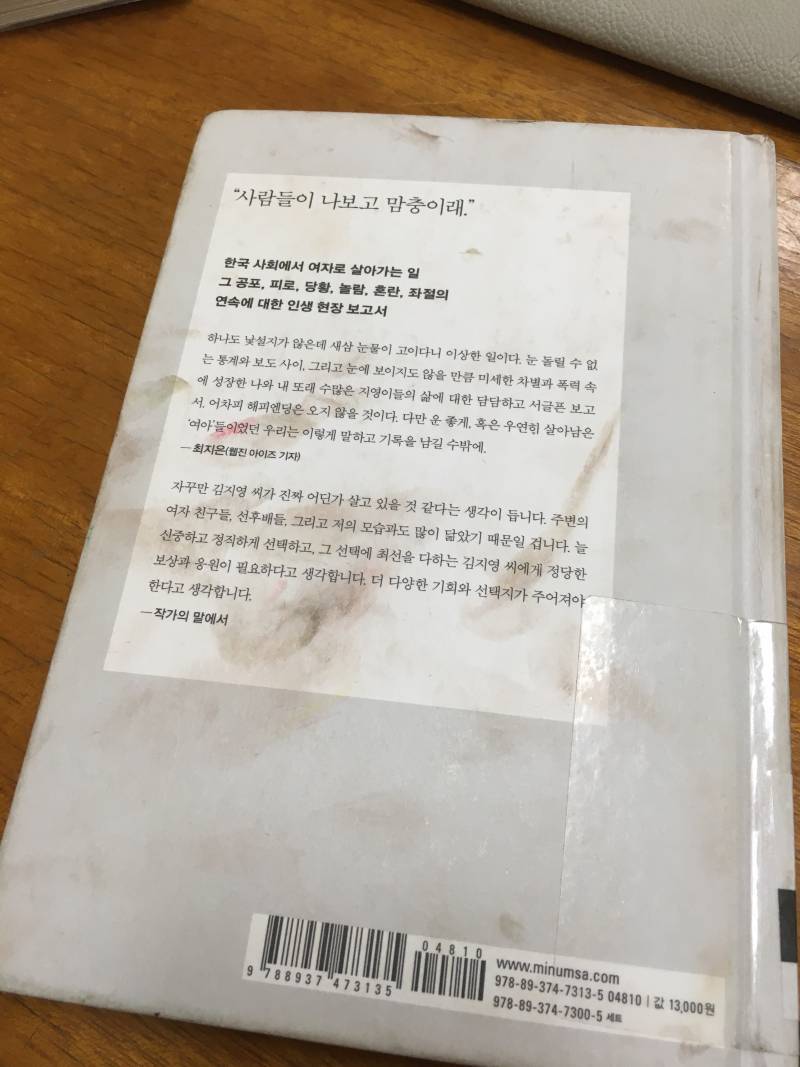 “사람들이 나보고 맘충이래.”
한국 사회에서 여자로 살아가는 일
그 공포, 피로, 당황, 놀람, 혼란, 좌절의
연속에 대한 인생 현장 보고서
하나도 낯설지가 않은데 새삼 눈물이 고이다니 이상한 일이다. 눈 돌릴 수 없
는 통계와 보도 사이, 그리고 눈에 보이지도 않을 만큼 미세한 차별과 폭력 속
에 성장한 나와 내 또래 수많은 지영이들의 삶에 대한 담담하고 서글픈 보고
서. 어차피 해피엔딩은 오지 않을 것이다. 다만 운 좋게, 혹은 우연히 살아남은
‘여아’들이었던 우리는 이렇게 말하고 기록을 남길 수밖에.
―최지은(웹진 아이즈 기자)
자꾸만 김지영 씨가 진짜 어딘가 살고 있을 것 같다는 생각이 듭니다. 주변의
여자 친구들, 선후배들, 그리고 저의 모습과도 많이 닮았기 때문일 겁니다. 늘
신중하고 정직하게 선택하고, 그 선택에 최선을 다하는 김지영 씨에게 정당한
보상과 응원이 필요하다고 생각합니다. 더 다양한 기회와 선택지가 주어져야
한다고 생각합니다.
―작가의 말에서
04810
9 788937 473135
www.minumsa.com
978-89-374-7313-5 04810 | 값 13,000원
978-89-374-7300-5 세트